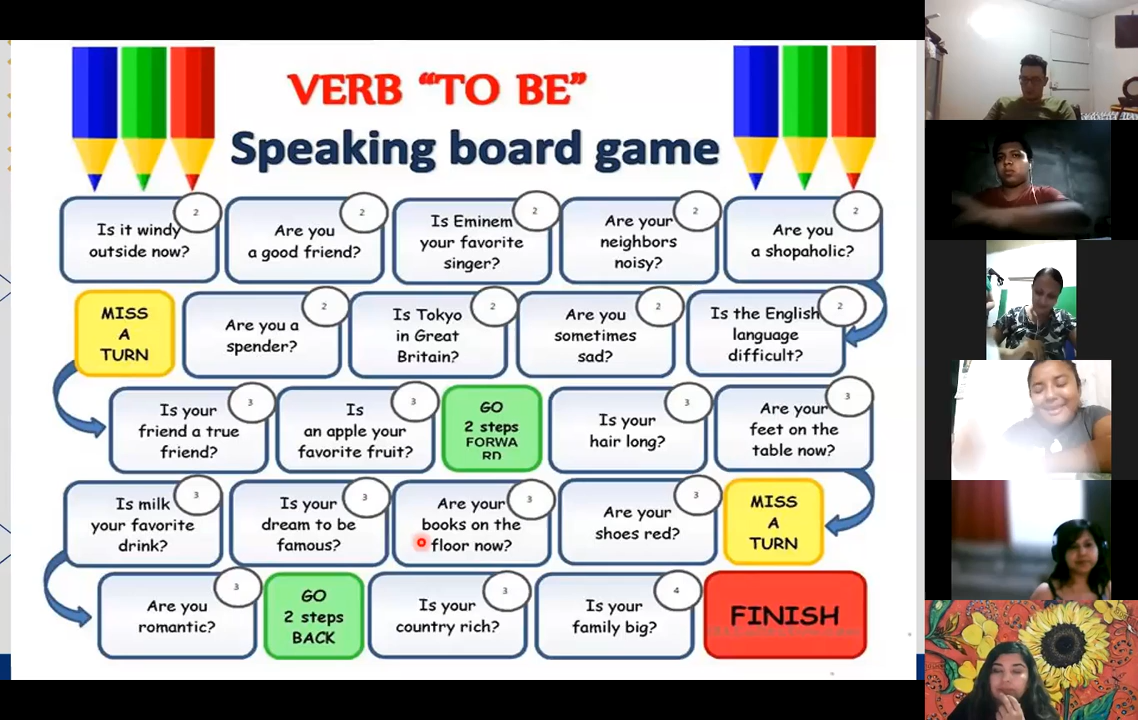 VERB “TO BE”
Speaking board game
2
Is it windy
outside now?
2
Are you
a good friend?
2
Is Eminem
your favorite
singer?
2
Are your
neighbors
noisy?
2
Are you
a shopaholic?
MISS
A
TURN
2
Are you a
spender?
2
Is Tokyo
in Great
Britain?
2
Are you
sometimes
sad?
2
Is the English
language
difficult?
3
Is your
friend a true
friend?
3
Is
an apple your
favorite fruit?
GO
2 steps
FORWA
RD
3
Is your
hair long?
3
Are your
feet on the
table now?
3
Is milk
your favorite
drink?
3
Is your
dream to be
famous?
3
Are your
books on the
floor now?
3
Are your
shoes red?
MISS
A
TURN
3
Are you
romantic?
GO
2 steps
BACK
3
Is your
country rich?
4
Is your
family big?
FINISH